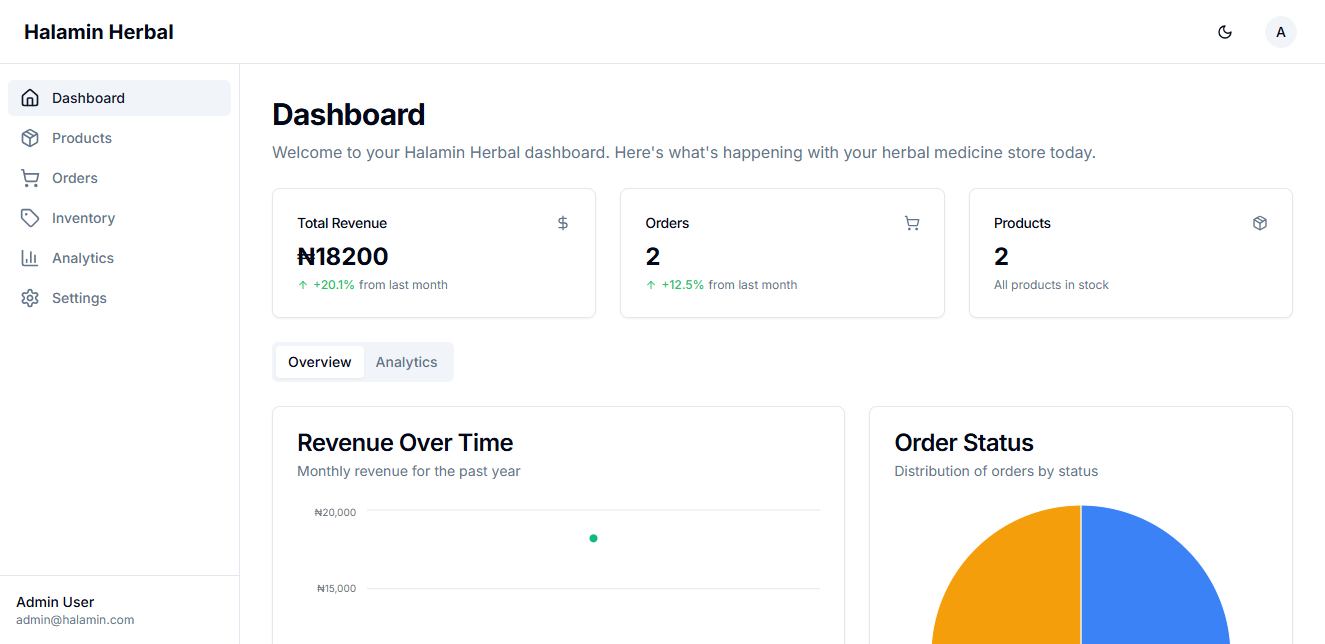 Halamin Herbal
A
Dashboard
Products
Orders
Inventory
Analytics
Settings
Admin User
admin@halamin.com
Dashboard
Welcome to your Halamin Herbal dashboard. Here's what's happening with your herbal medicine store today.
Total Revenue
₦18200
+20.1% from last month
Orders
2
+12.5% from last month
Products
2
All products in stock
Overview
Analytics
Revenue Over Time
Monthly revenue for the past year
₦20,000
₦15,000
Order Status
Distribution of orders by status